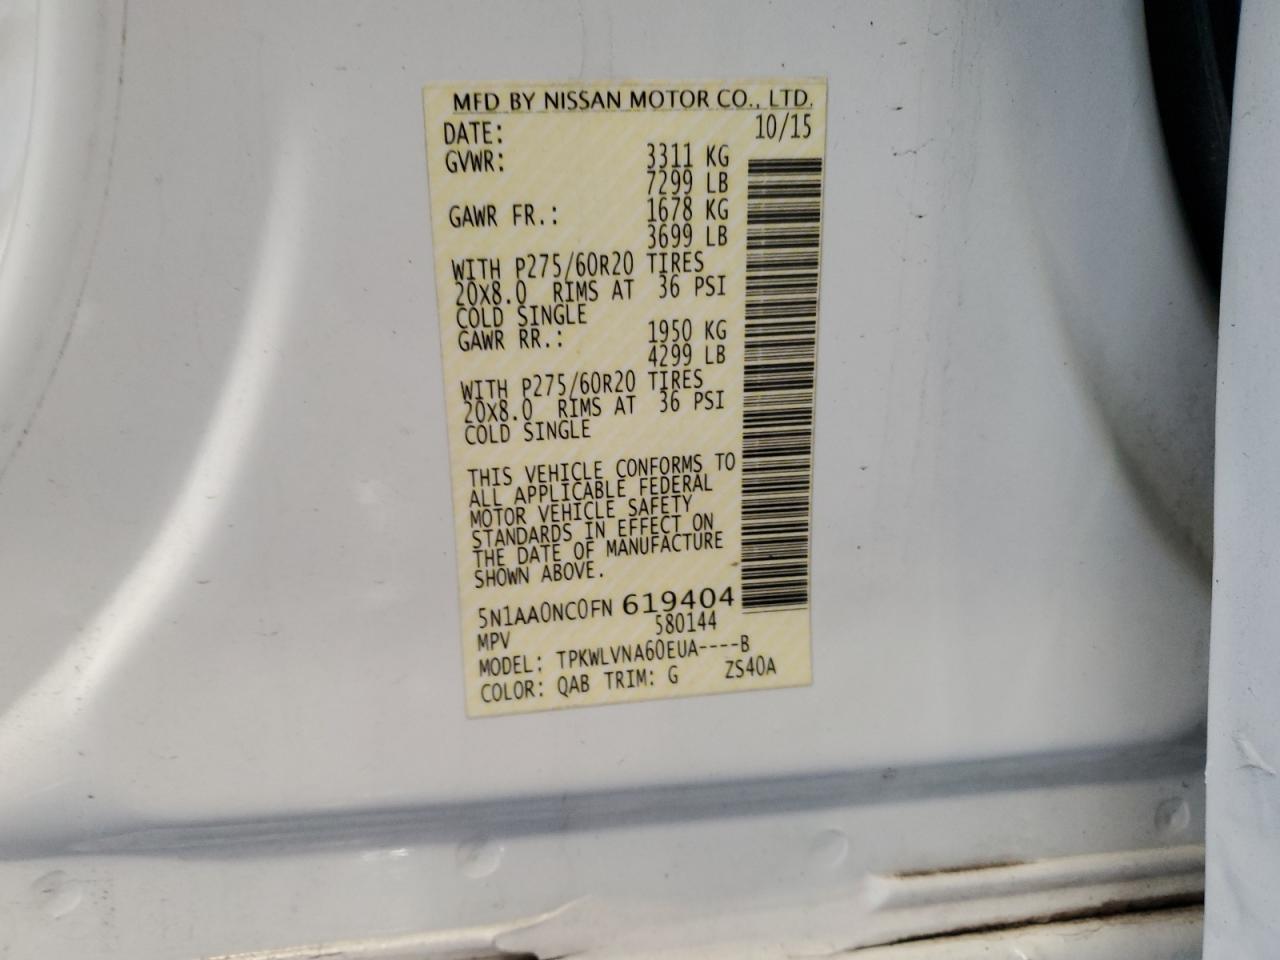 MFD BY NISSAN MOTOR CO., LTD.
DATE: 10/15
GVWR: 3311 KG
7299 LB
GAWR FR.: 1678 KG
3699 LB
WITH P275/60R20 TIRES
20X8.0 RIMS AT 36 PSI
COLD SINGLE
GAWR RR.: 1950 KG
4299 LB
WITH P275/60R20 TIRES
20X8.0 RIMS AT 36 PSI
COLD SINGLE
THIS VEHICLE CONFORMS TO
ALL APPLICABLE FEDERAL
MOTOR VEHICLE SAFETY
STANDARDS IN EFFECT ON
THE DATE OF MANUFACTURE
SHOWN ABOVE.
5N1AA0NC0FN 619404
MPV 580144
MODEL: TPKWLVNA60EUA----B
COLOR: QAB TRIM: G ZS40A